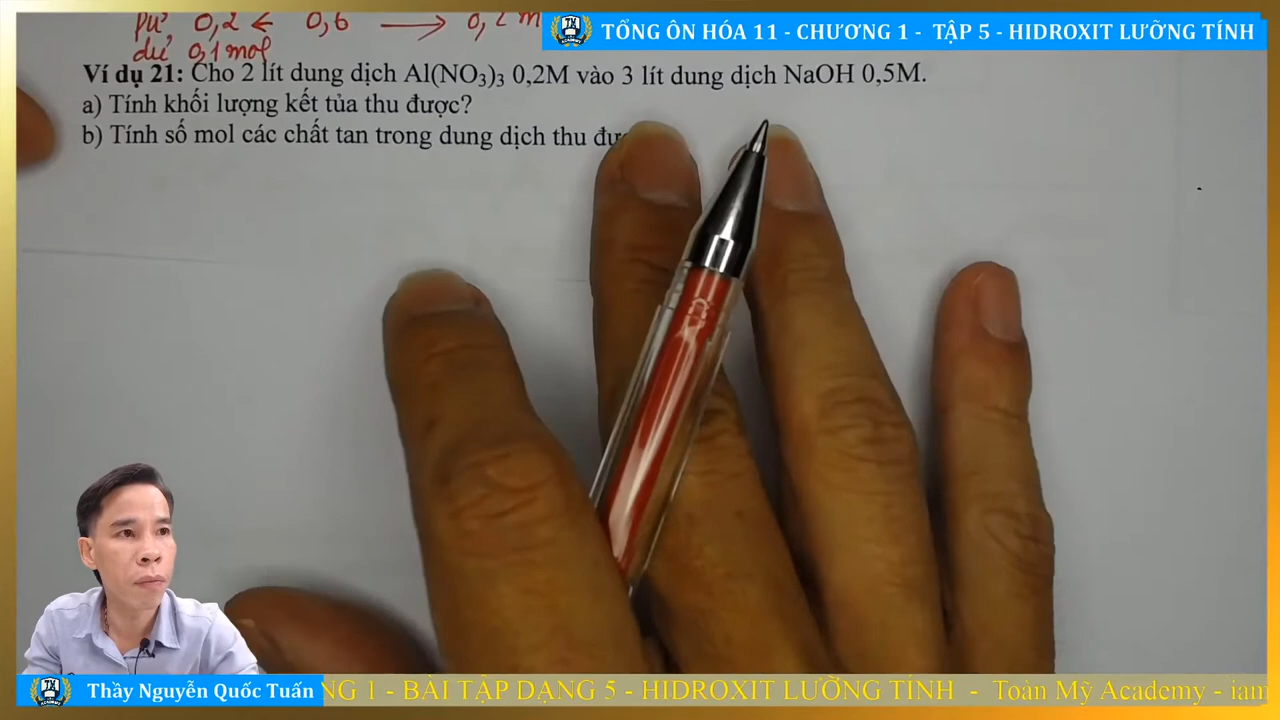 pư 0,2 ← 0,6 → 0,2 m
dư 0,1 mol
TỔNG ÔN HÓA 11 - CHƯƠNG 1 - TẬP 5 - HIDROXIT LƯỠNG TÍNH
Ví dụ 21: Cho 2 lít dung dịch Al(NO₃)₃ 0,2M vào 3 lít dung dịch NaOH 0,5M.
a) Tính khối lượng kết tủa thu được?
b) Tính số mol các chất tan trong dung dịch thu
Thầy Nguyễn Quốc Tuấn
NG 1 - BÀI TẬP DẠNG 5 - HIDROXIT LƯỠNG TÍNH - Toàn Mỹ Academy - iam